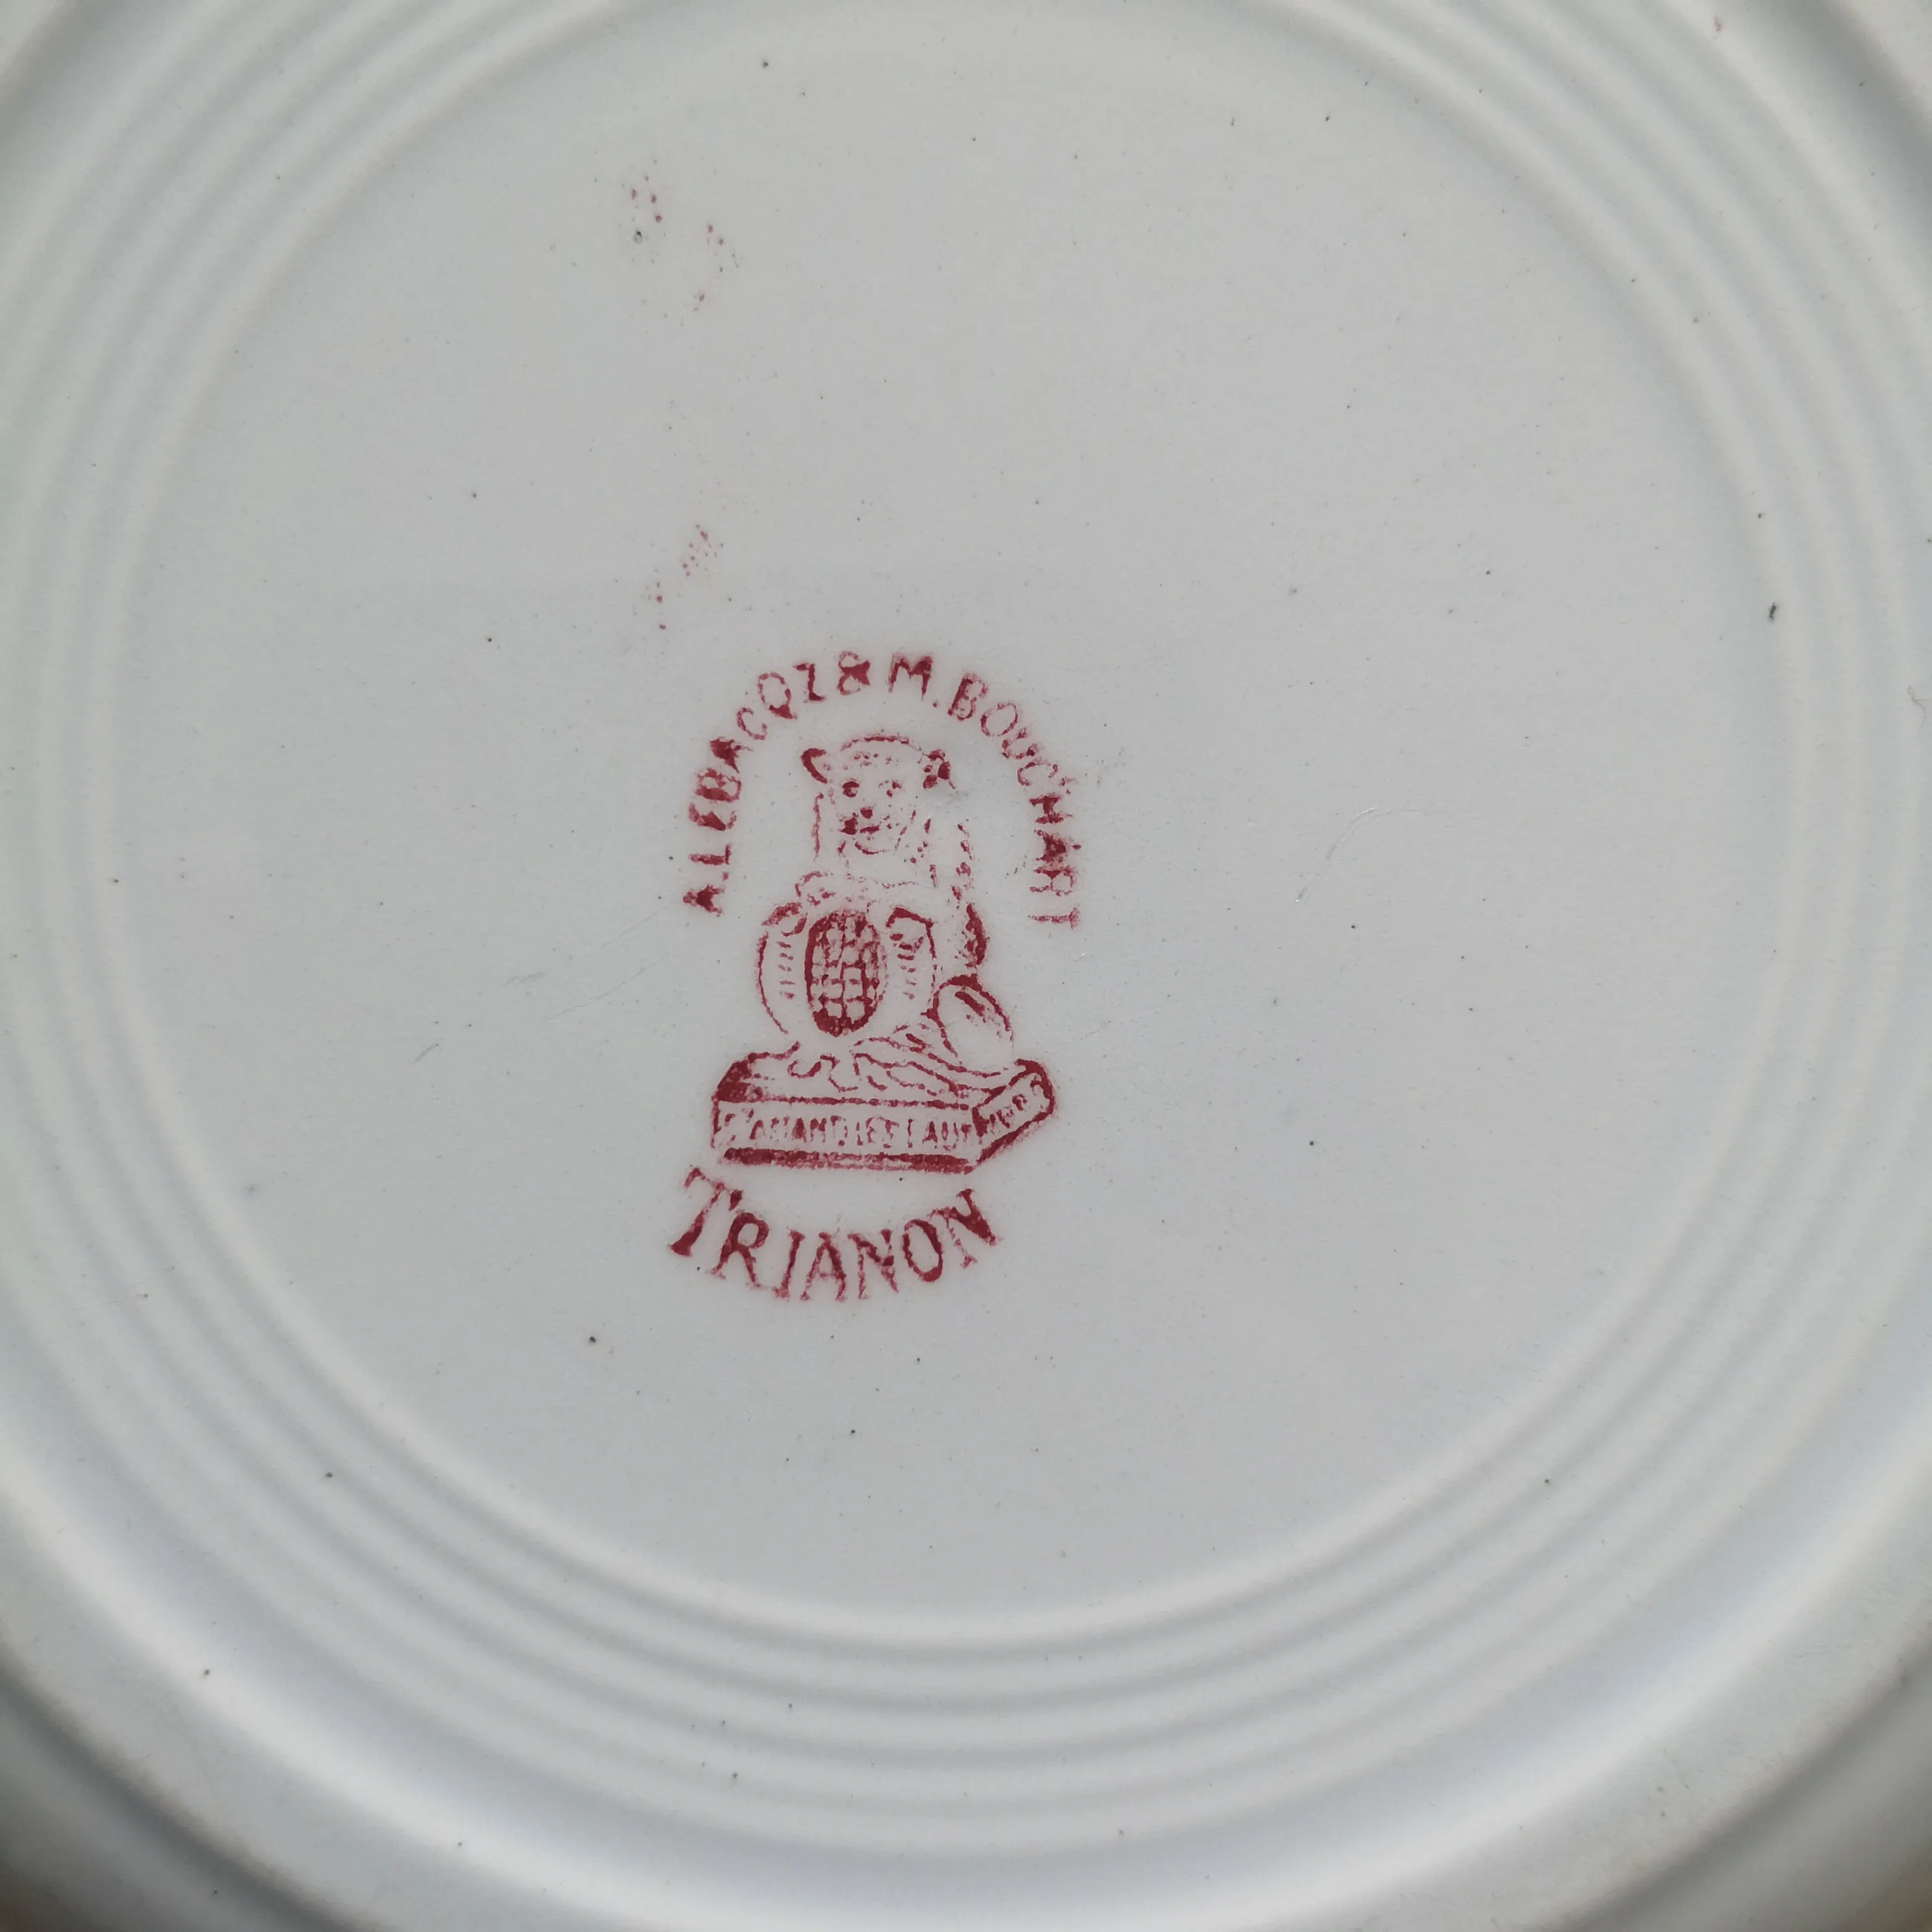 A. LEBACQZ & M. BOUCHART
TRIANON